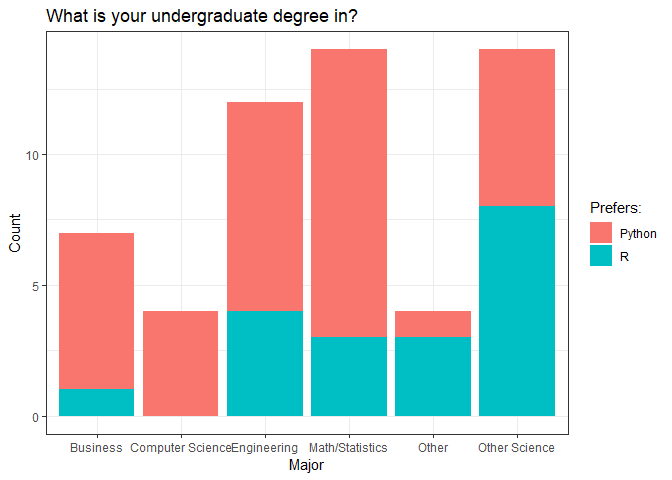 What is your undergraduate degree in?
10
5
0
Count
Business Computer Science Engineering Math/Statistics Other Other Science
Major
Prefers:
Python
R